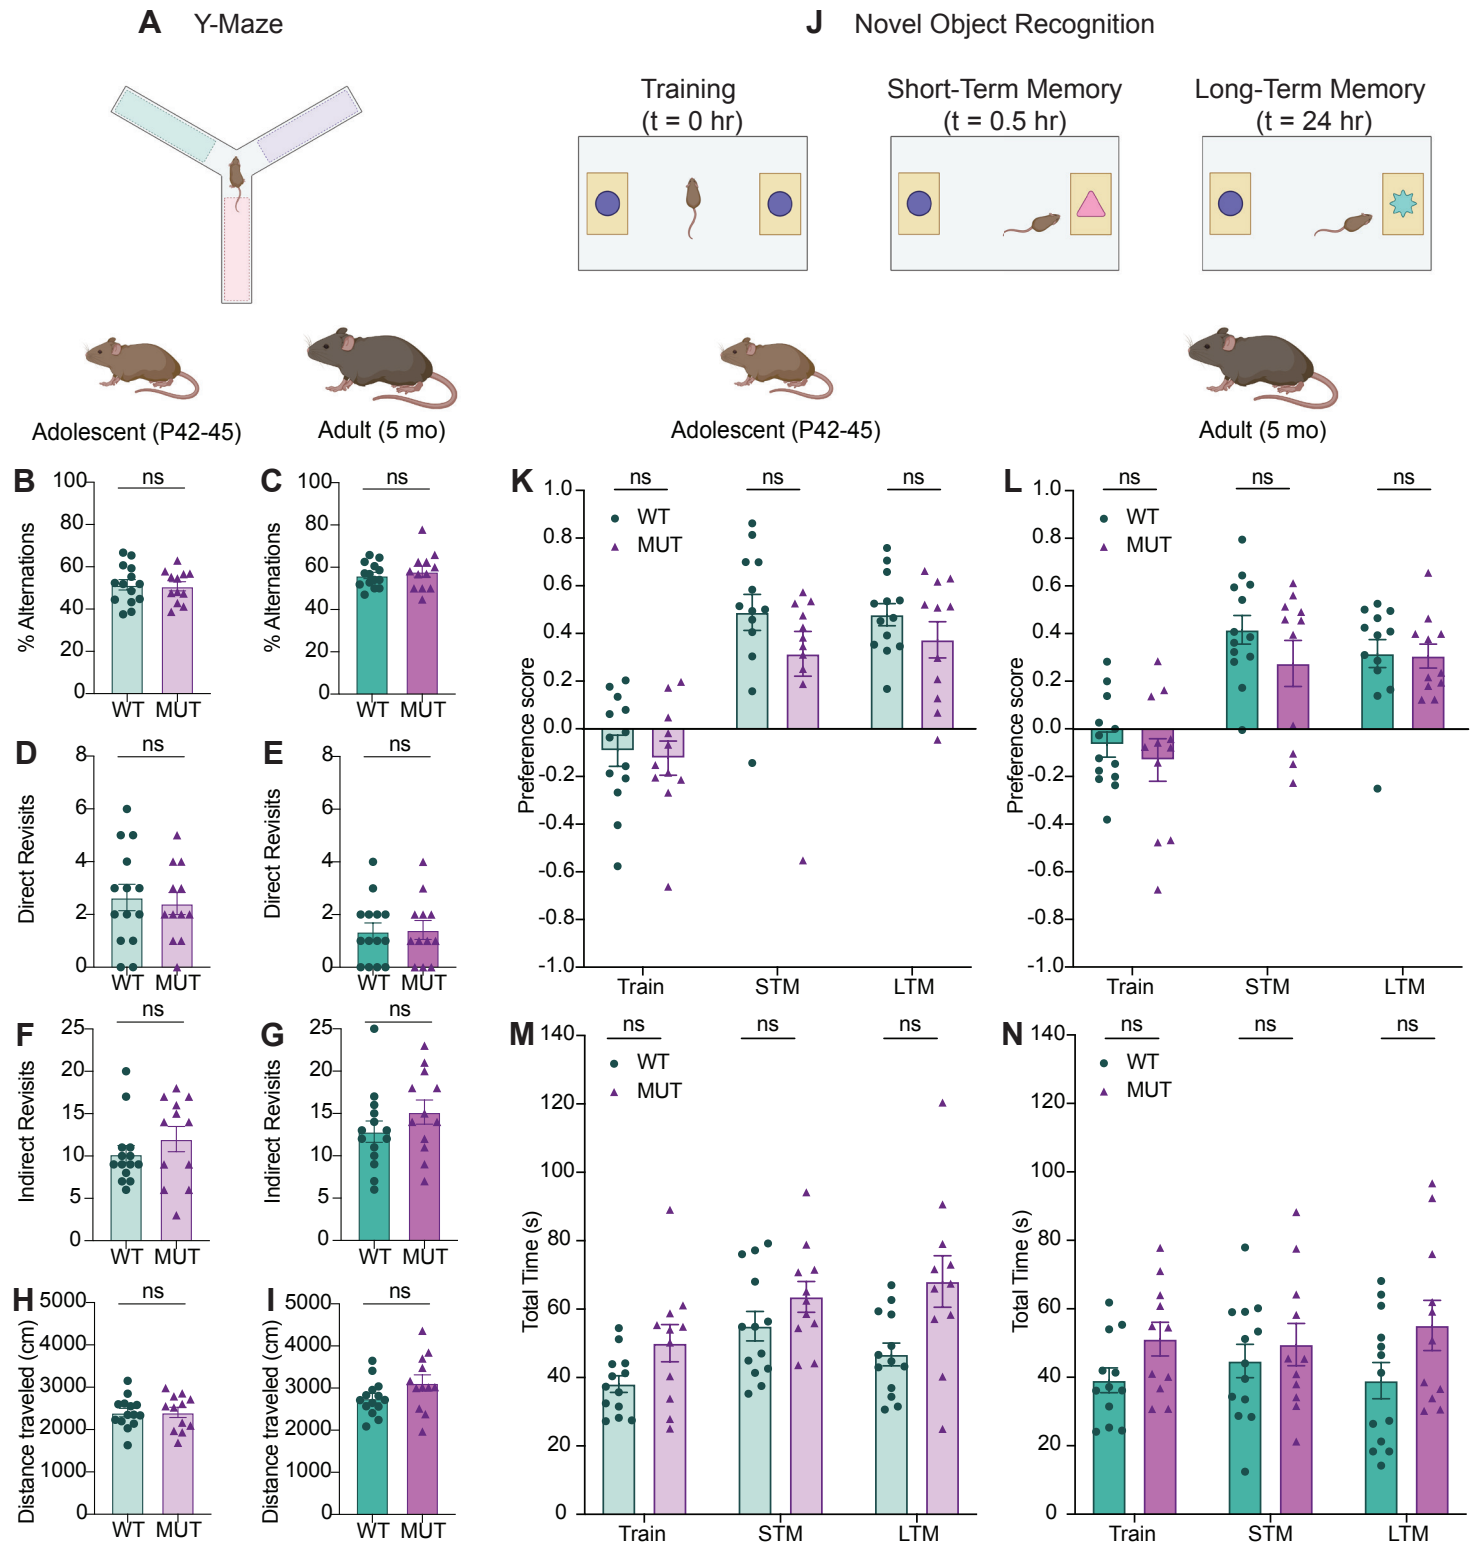 A Y-Maze
J Novel Object Recognition
Training
(t = 0 hr)
Short-Term Memory
(t = 0.5 hr)
Long-Term Memory
(t = 24 hr)
Adolescent (P42-45)
Adult (5 mo)
Adolescent (P42-45)
Adult (5 mo)
B
% Alternations
100
80
60
40
20
0
ns
WT MUT
C
% Alternations
100
80
60
40
20
0
ns
WT MUT
D
Direct Revisits
8
6
4
2
0
ns
WT MUT
E
Direct Revisits
8
6
4
2
0
ns
WT MUT
F
Indirect Revisits
25
20
15
10
5
0
ns
WT MUT
G
Indirect Revisits
25
20
15
10
5
0
ns
WT MUT
H
Distance traveled (cm)
5000
4000
3000
2000
1000
0
ns
WT MUT
I
Distance traveled (cm)
5000
4000
3000
2000
1000
0
ns
WT MUT
K
Preference score
1.0
0.8
0.6
0.4
0.2
0.0
-0.2
-0.4
-0.6
-0.8
-1.0
ns ns ns
WT
MUT
Train STM LTM
L
Preference score
1.0
0.8
0.6
0.4
0.2
0.0
-0.2
-0.4
-0.6
-0.8
-1.0
ns ns ns
WT
MUT
Train STM LTM
M
Total Time (s)
140
120
100
80
60
40
20
0
ns ns ns
WT
MUT
Train STM LTM
N
Total Time (s)
140
120
100
80
60
40
20
0
ns ns ns
WT
MUT
Train STM LTM